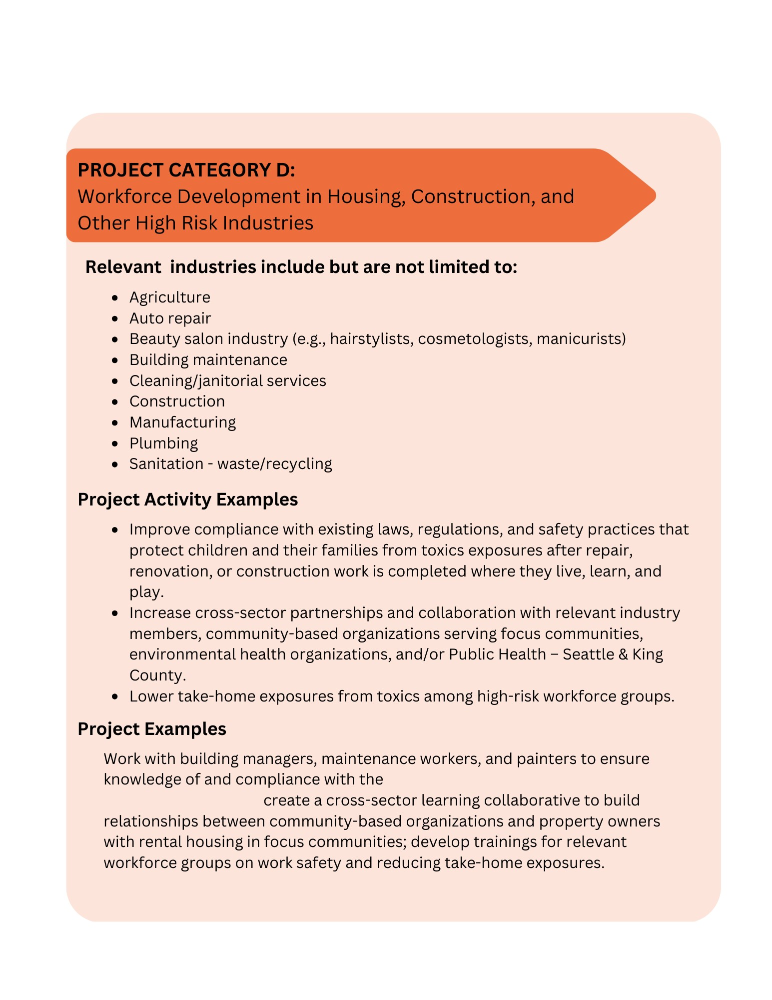 PROJECT CATEGORY D:
Workforce Development in Housing, Construction, and
Other High Risk Industries
Relevant  industries include but are not limited to:
• Agriculture
• Auto repair
• Beauty salon industry (e.g., hairstylists, cosmetologists, manicurists)
• Building maintenance
• Cleaning/janitorial services
• Construction
• Manufacturing
• Plumbing
• Sanitation - waste/recycling
Project Activity Examples
• Improve compliance with existing laws, regulations, and safety practices that
protect children and their families from toxics exposures after repair,
renovation, or construction work is completed where they live, learn, and
play.
• Increase cross-sector partnerships and collaboration with relevant industry
members, community-based organizations serving focus communities,
environmental health organizations, and/or Public Health – Seattle & King
County.
• Lower take-home exposures from toxics among high-risk workforce groups.
Project Examples
Work with building managers, maintenance workers, and painters to ensure
knowledge of and compliance with the
create a cross-sector learning collaborative to build
relationships between community-based organizations and property owners
with rental housing in focus communities; develop trainings for relevant
workforce groups on work safety and reducing take-home exposures.